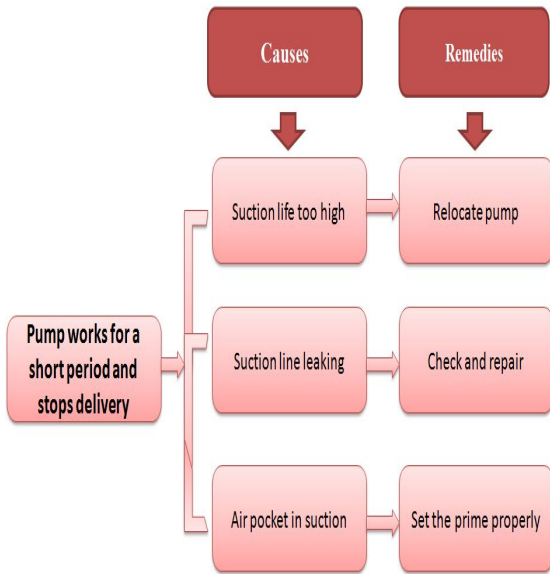 Causes
Remedies
Suction life too high
Relocate pump
Pump works for a
short period and
stops delivery
Suction line leaking
Check and repair
Air pocket in suction
Set the prime properly